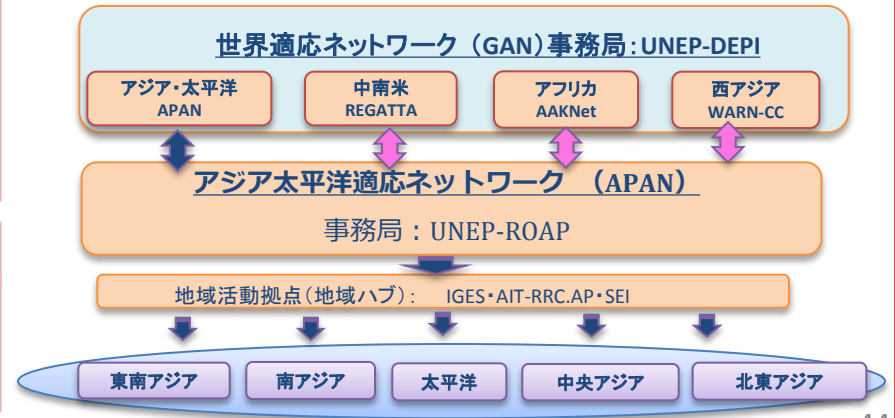 世界適応ネットワーク（GAN）事務局：UNEP-DEPI
アジア・太平洋
APAN
中南米
REGATTA
アフリカ
AAKNet
西アジア
WARN-CC
アジア太平洋適応ネットワーク （APAN）
事務局：UNEP-ROAP
地域活動拠点（地域ハブ）： IGES・AIT-RRC.AP・SEI
東南アジア
南アジア
太平洋
中央アジア
北東アジア